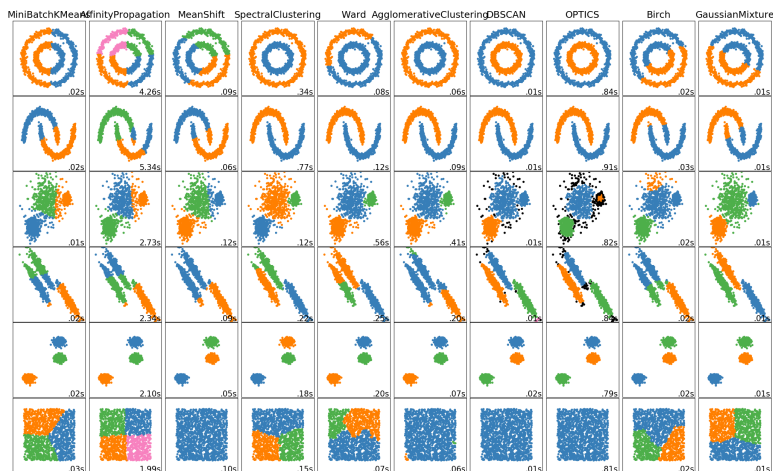 MiniBatchKMeans AffinityPropagation MeanShift SpectralClustering Ward AgglomerativeClustering DBSCAN OPTICS Birch GaussianMixture
.02s 4.26s .09s .34s .08s .06s .01s .84s .01s .01s
.02s 5.34s .06s .77s .12s .09s .01s .91s .03s .01s
.01s 2.73s .12s .12s .56s .41s .01s .82s .02s .01s
.02s 2.34s .09s .22s .25s .20s .01s .02s .01s
.02s 2.10s .05s .18s .20s .07s .02s .79s .02s .01s
.03s 1.99s .10s .15s .07s .06s .01s .81s .02s .01s